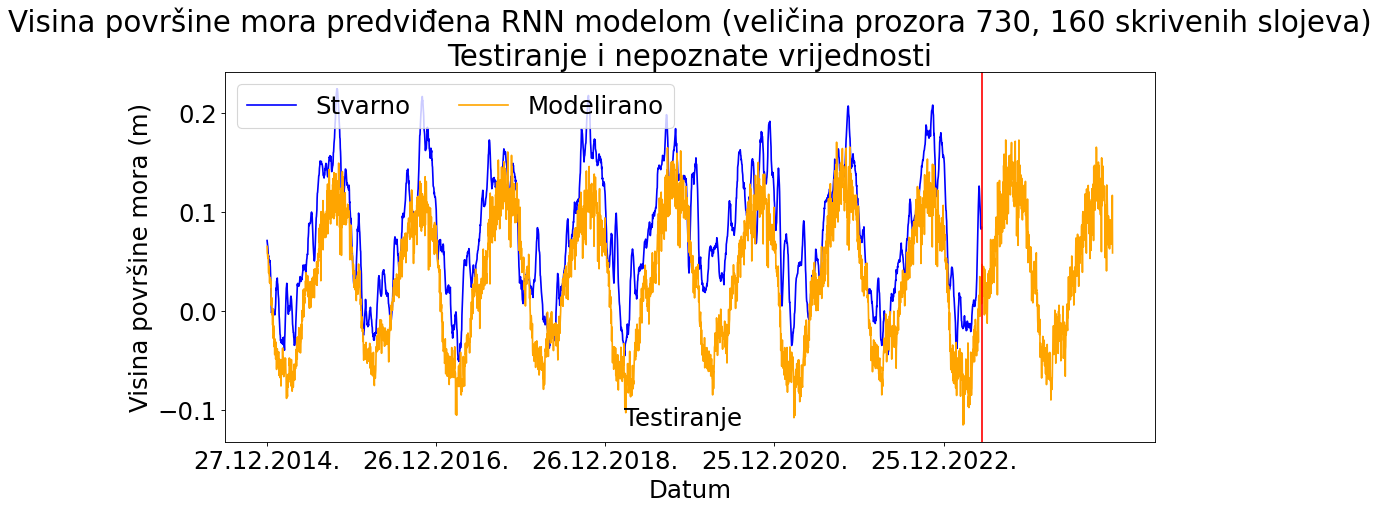 Visina površine mora predviđena RNN modelom (veličina prozora 730, 160 skrivenih slojeva)
Testiranje i nepoznate vrijednosti
Stvarno Modelirano
Visina površine mora (m)
0.2
0.1
0.0
−0.1
Testiranje
27.12.2014. 26.12.2016. 26.12.2018. 25.12.2020. 25.12.2022.
Datum